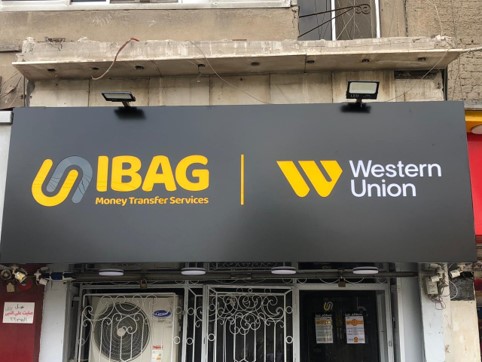 IBAG
Money Transfer Services
Western
Union